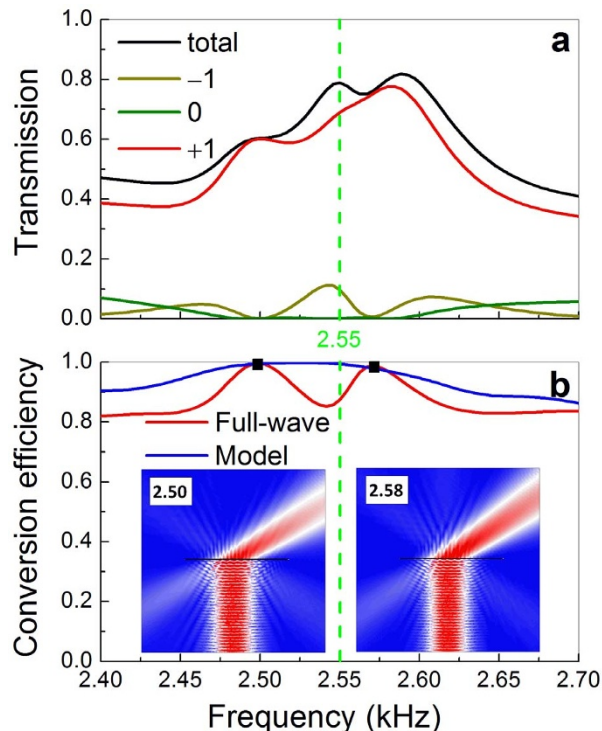 a
total
−1
0
+1
Transmission
1.0
0.8
0.6
0.4
0.2
0.0
2.55
b
Full-wave
Model
2.50
2.58
Conversion efficiency
1.0
0.8
0.6
0.4
0.2
0.0
2.40 2.45 2.50 2.55 2.60 2.65 2.70
Frequency (kHz)